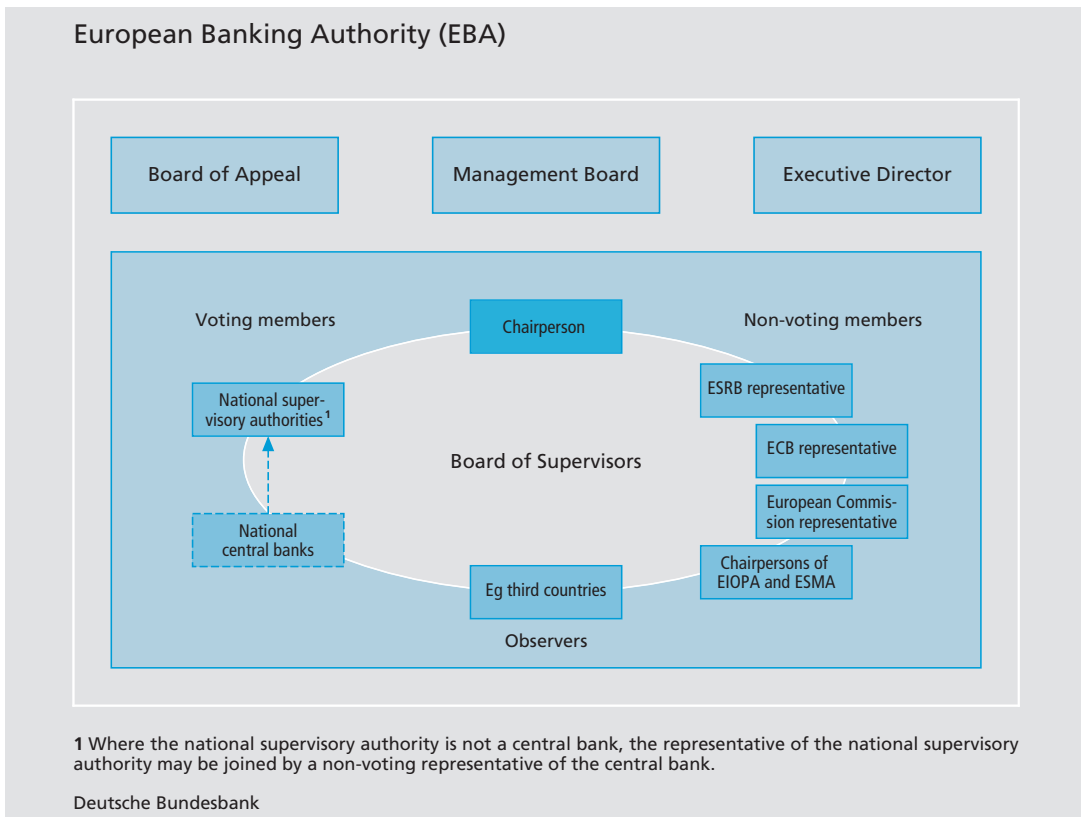 European Banking Authority (EBA)
Board of Appeal
Management Board
Executive Director
Voting members
Chairperson
Non-voting members
National super-
visory authorities¹
ESRB representative
Board of Supervisors
ECB representative
European Commis-
sion representative
National
central banks
Chairpersons of
EIOPA and ESMA
Eg third countries
Observers
1 Where the national supervisory authority is not a central bank, the representative of the national supervisory
authority may be joined by a non-voting representative of the central bank.
Deutsche Bundesbank